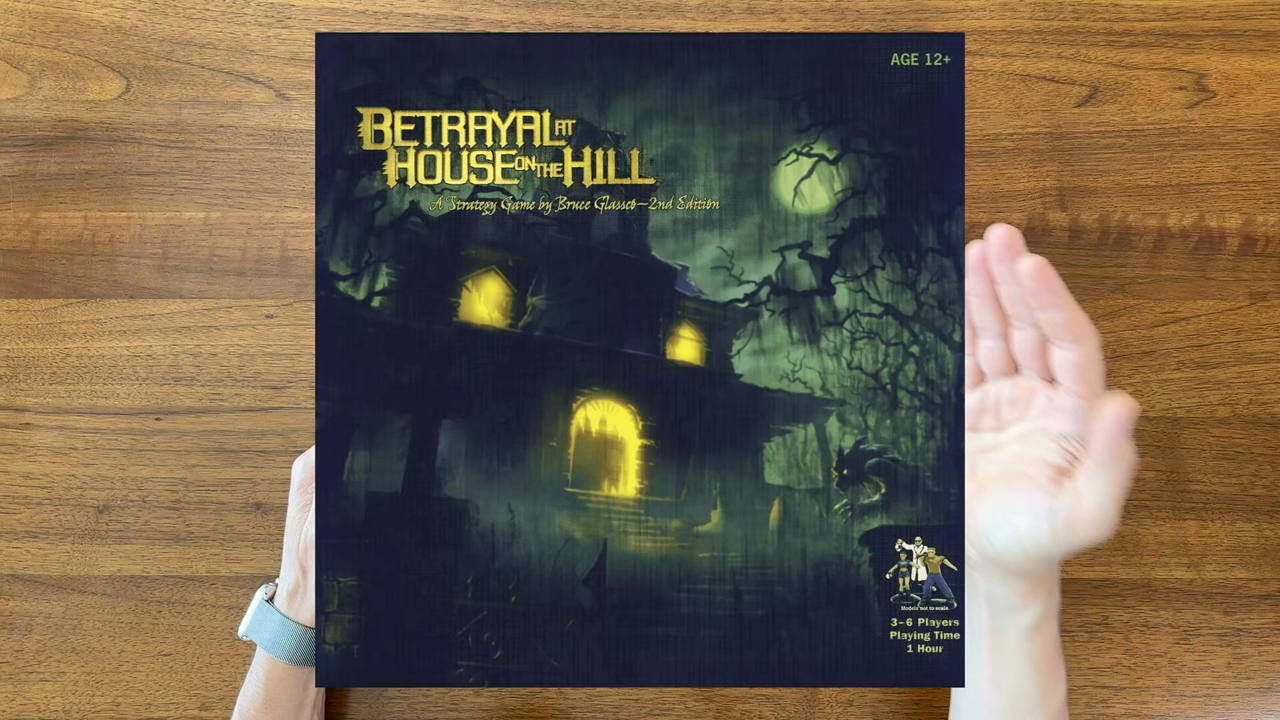 AGE 12+
BETRAYAL AT
HOUSE ON THE HILL
A Strategy Game by Bruce Glassco—2nd Edition
Models not to scale.
3-6 Players
Playing Time
1 Hour